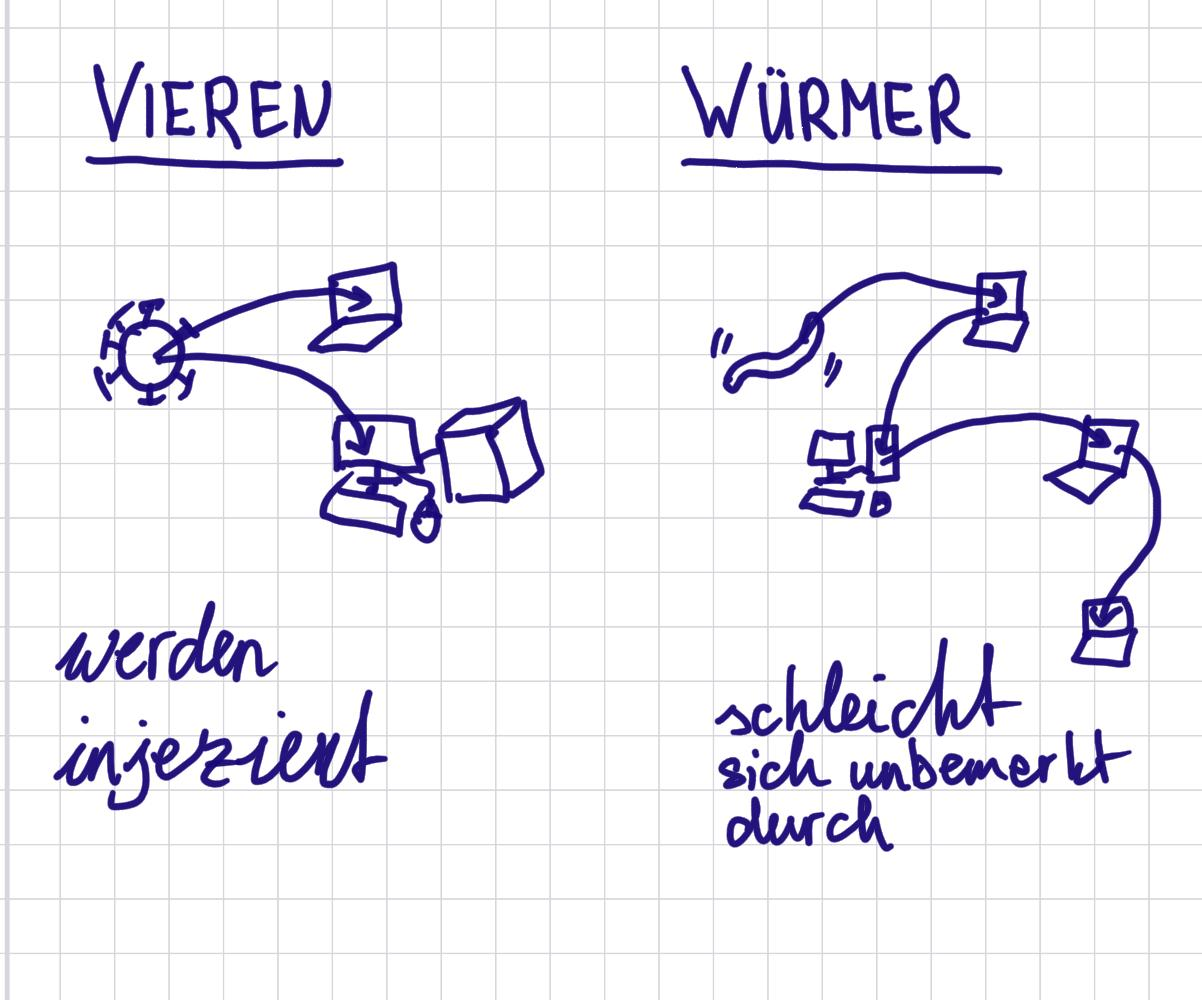 VIEREN
WÜRMER
werden
injeziert
schleicht
sich unbemerkt
durch